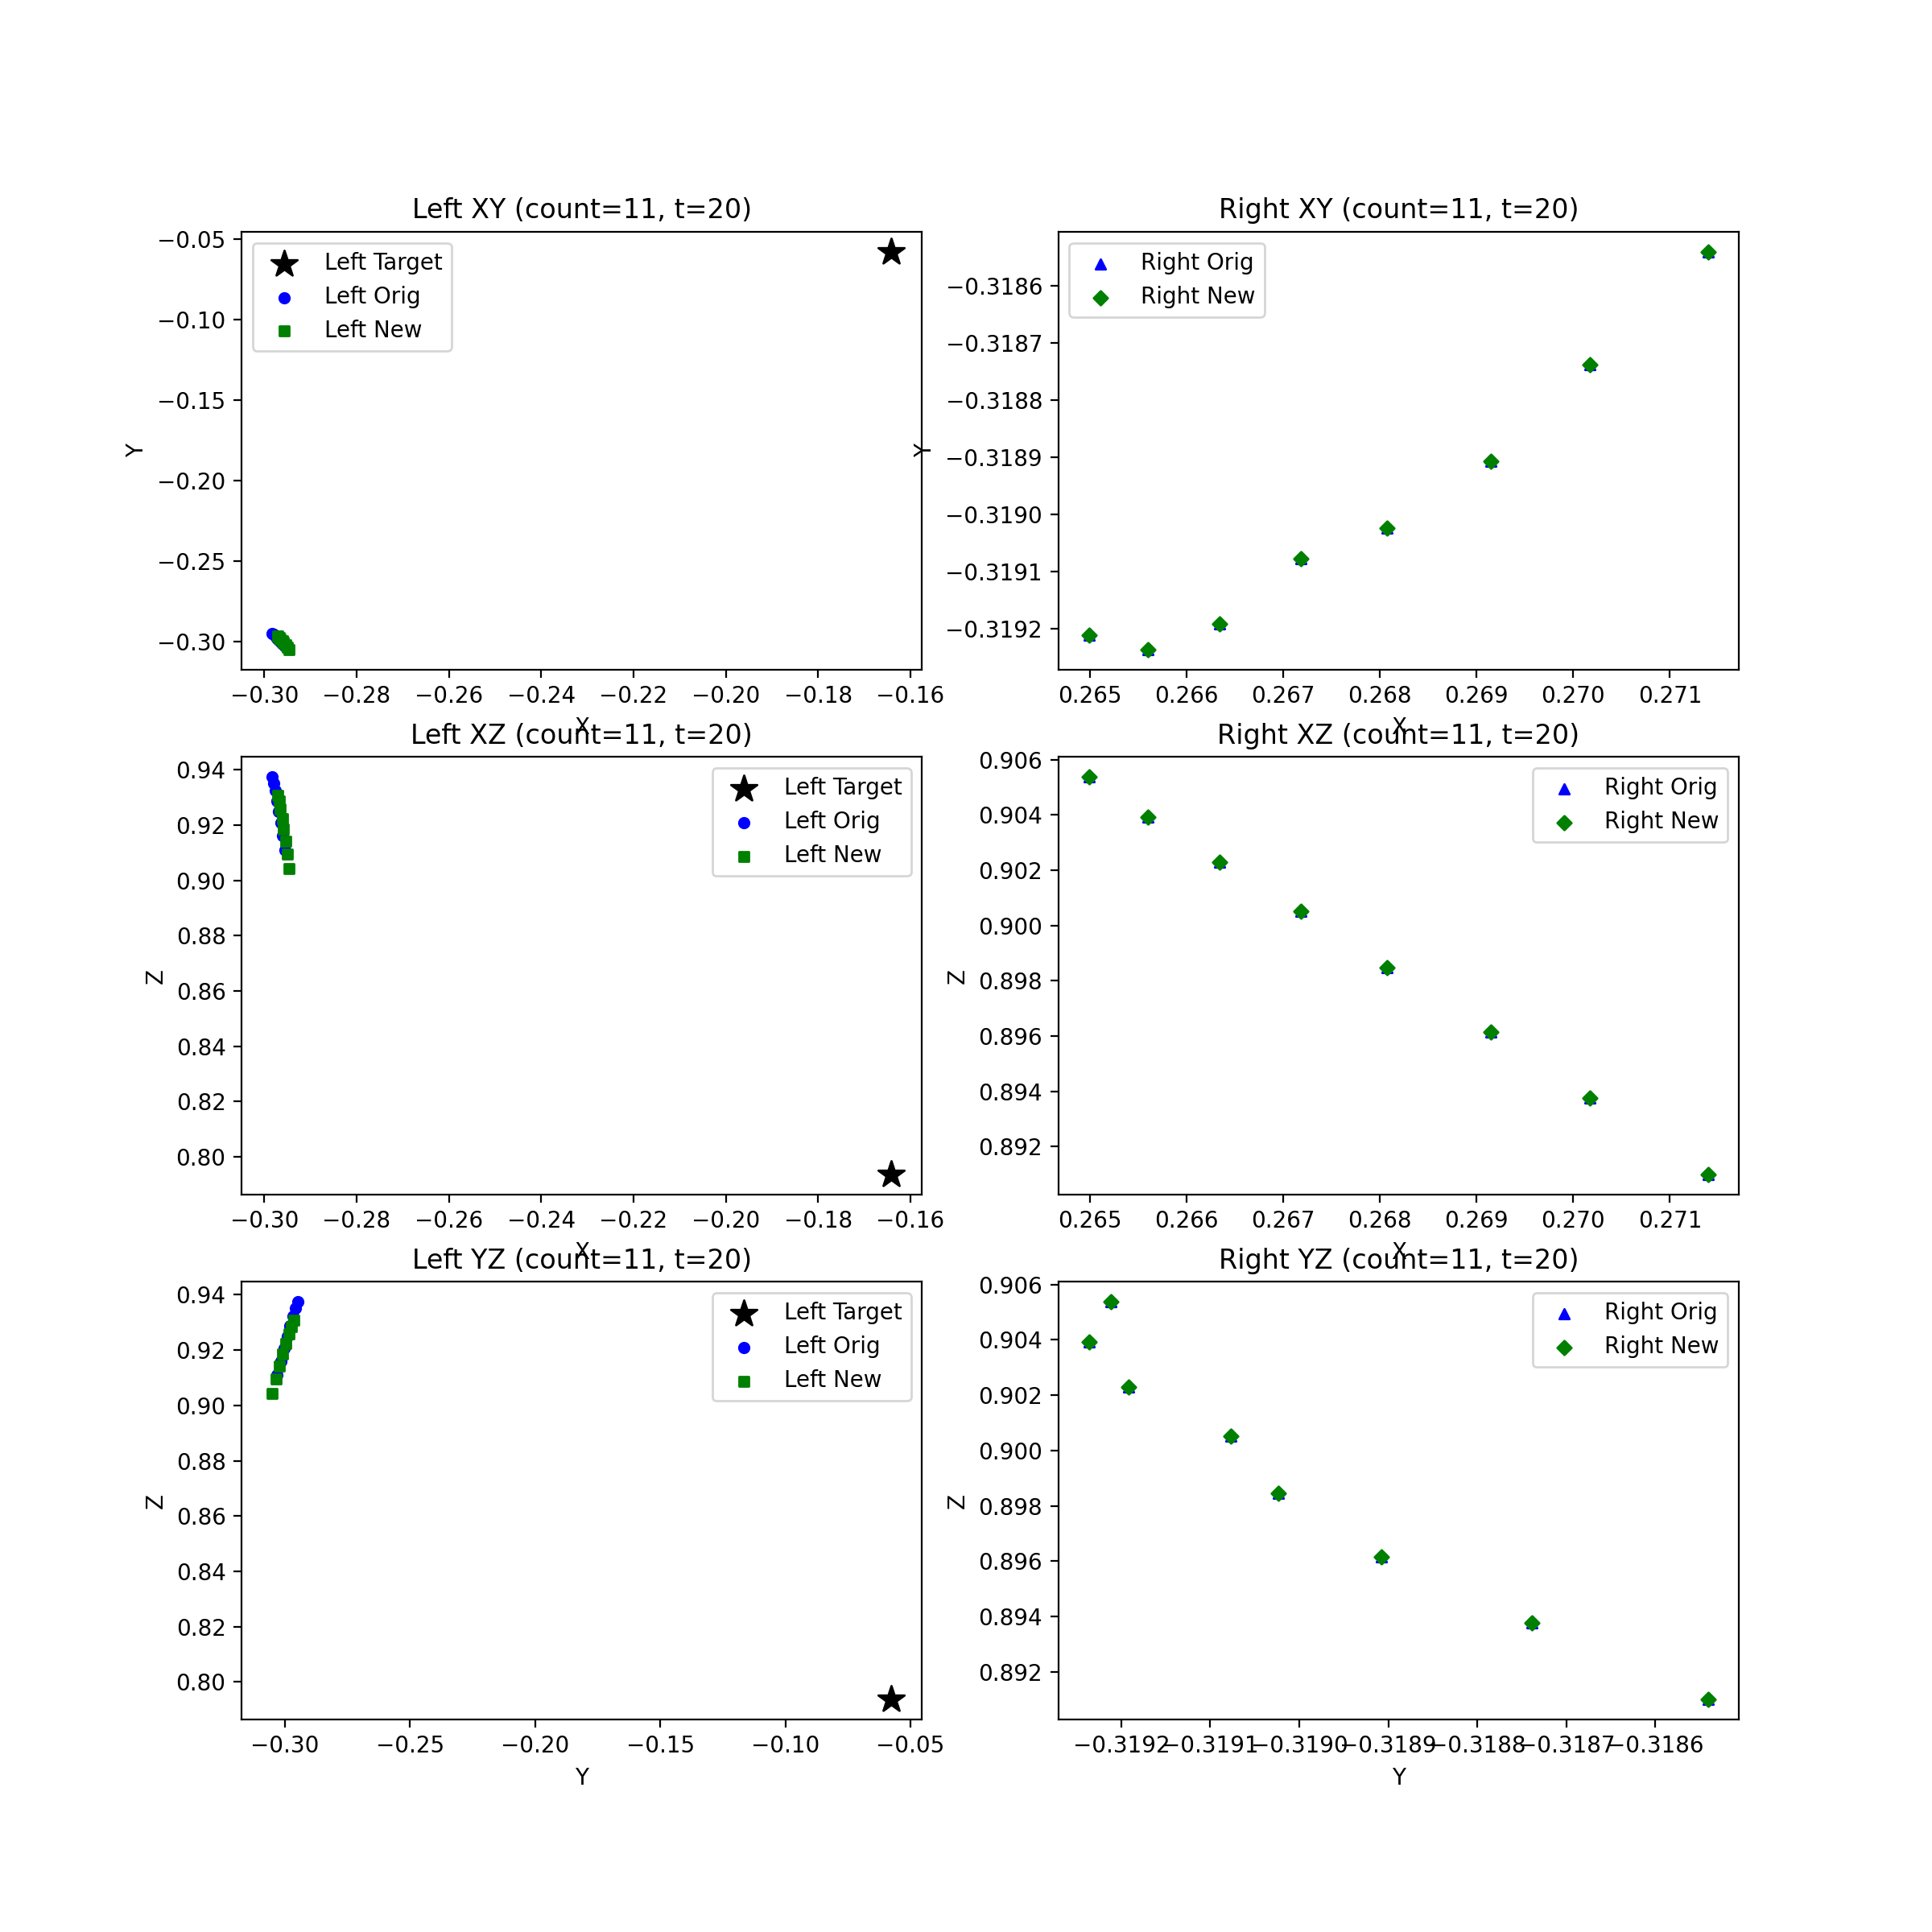 Left XY (count=11, t=20)
−0.05
−0.10
−0.15
−0.20
−0.25
−0.30
Y
Left Target
Left Orig
Left New
−0.30 −0.28 −0.26 −0.24 −0.22 −0.20 −0.18 −0.16
X
Right XY (count=11, t=20)
−0.3186
−0.3187
−0.3188
−0.3189
−0.3190
−0.3191
−0.3192
Y
Right Orig
Right New
0.265 0.266 0.267 0.268 0.269 0.270 0.271
X
Left XZ (count=11, t=20)
0.94
0.92
0.90
0.88
0.86
0.84
0.82
0.80
Z
Left Target
Left Orig
Left New
−0.30 −0.28 −0.26 −0.24 −0.22 −0.20 −0.18 −0.16
X
Right XZ (count=11, t=20)
0.906
0.904
0.902
0.900
0.898
0.896
0.894
0.892
Z
Right Orig
Right New
0.265 0.266 0.267 0.268 0.269 0.270 0.271
X
Left YZ (count=11, t=20)
0.94
0.92
0.90
0.88
0.86
0.84
0.82
0.80
Z
Left Target
Left Orig
Left New
−0.30 −0.25 −0.20 −0.15 −0.10 −0.05
Y
Right YZ (count=11, t=20)
0.906
0.904
0.902
0.900
0.898
0.896
0.894
0.892
Z
Right Orig
Right New
−0.3192 −0.3191 −0.3190 −0.3189 −0.3188 −0.3187 −0.3186
Y